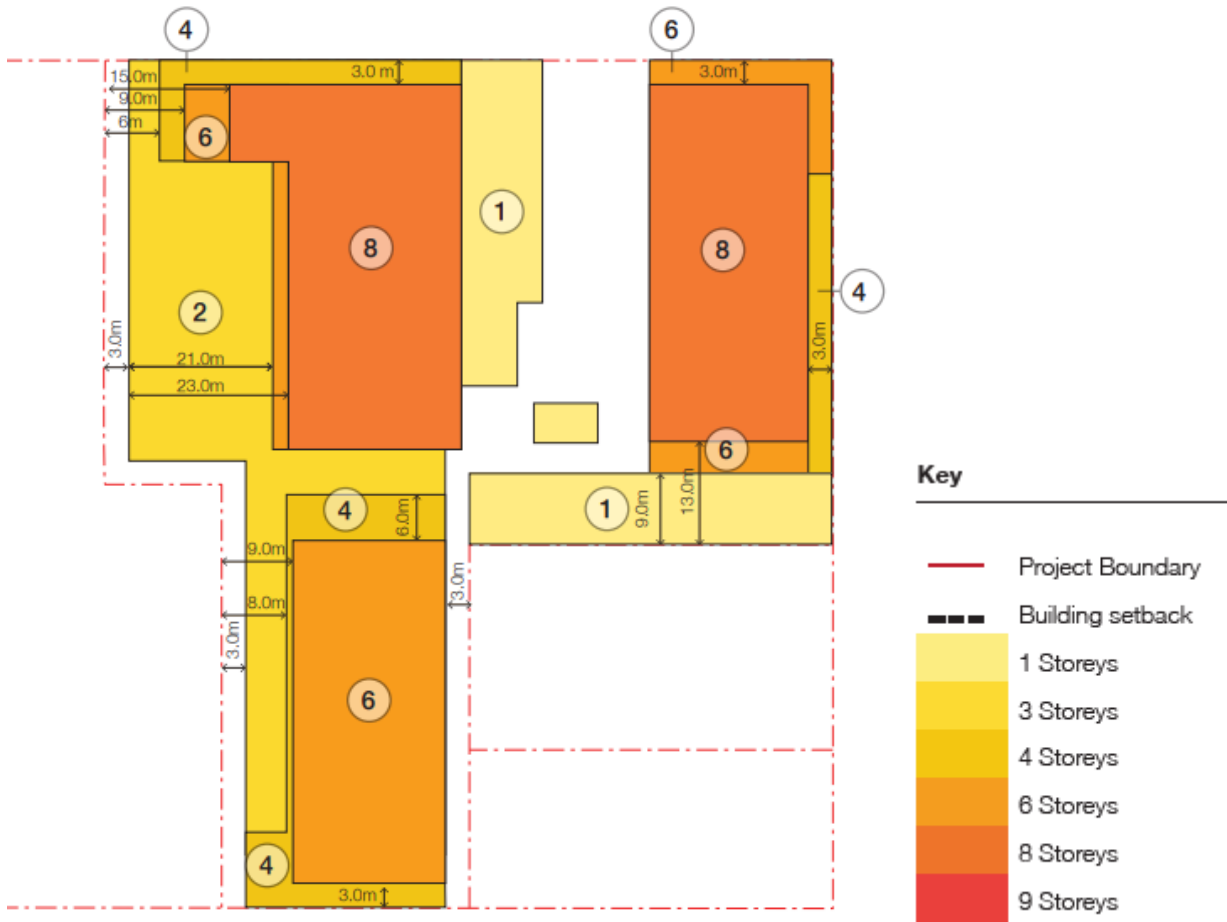 4
6
15.0m
3.0 m
3.0m
9.0m
6m
6
1
8
8
4
2
3.0m
21.0m
3.0m
23.0m
6
Key
4
6.0m
1
9.0m
13.0m
9.0m
3.0m
8.0m
3.0m
6
4
3.0m
Project Boundary
Building setback
1 Storeys
3 Storeys
4 Storeys
6 Storeys
8 Storeys
9 Storeys